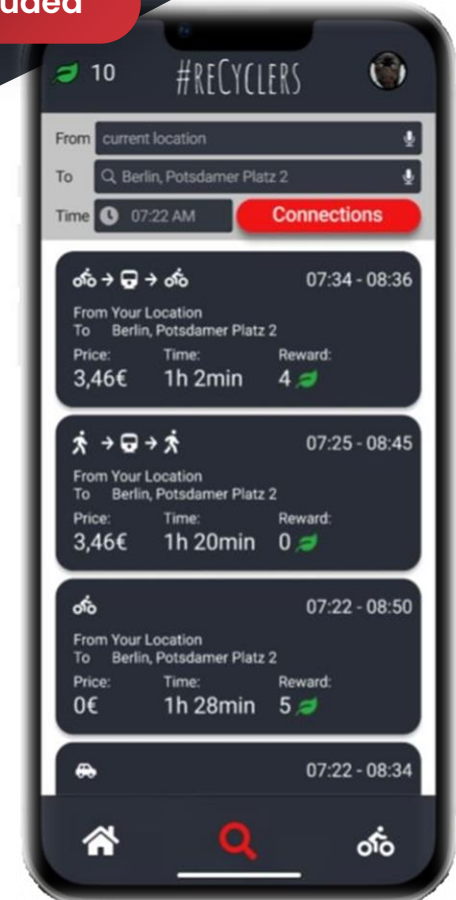 10
#RECYCLERS
From current location
To Berlin, Potsdamer Platz 2
Time 07:22 AM Connections
07:34 - 08:36
From Your Location
To Berlin, Potsdamer Platz 2
Price: Time: Reward:
3,46€ 1h 2min 4
07:25 - 08:45
From Your Location
To Berlin, Potsdamer Platz 2
Price: Time: Reward:
3,46€ 1h 20min 0
07:22 - 08:50
From Your Location
To Berlin, Potsdamer Platz 2
Price: Time: Reward:
0€ 1h 28min 5
07:22 - 08:34